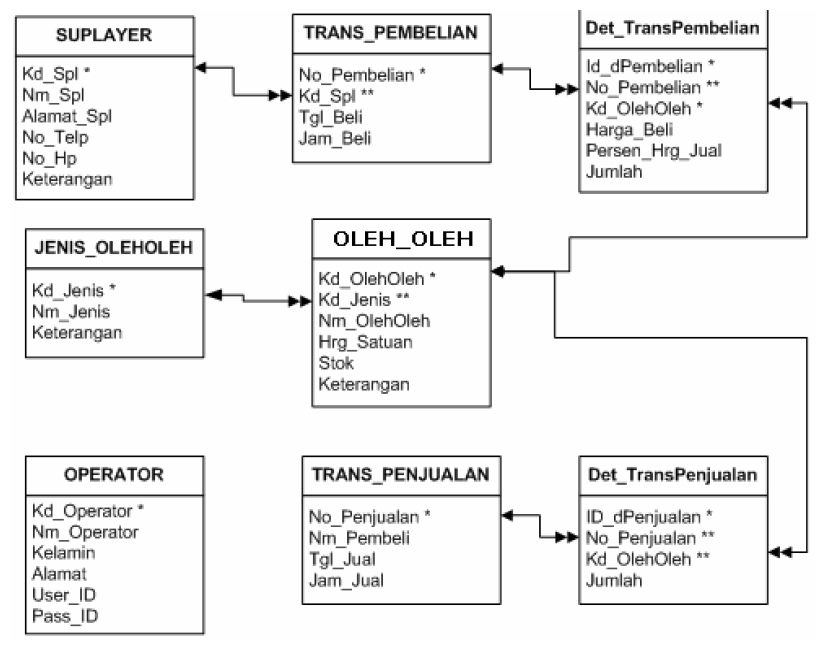 SUPLAYER
Kd_Spl *
Nm_Spl
Alamat_Spl
No_Telp
No_Hp
Keterangan
TRANS_PEMBELIAN
No_Pembelian *
Kd_Spl **
Tgl_Beli
Jam_Beli
Det_TransPembelian
Id_dPembelian *
No_Pembelian **
Kd_OlehOleh *
Harga_Beli
Persen_Hrg_Jual
Jumlah
JENIS_OLEHOLEH
Kd_Jenis *
Nm_Jenis
Keterangan
OLEH_OLEH
Kd_OlehOleh *
Kd_Jenis **
Nm_OlehOleh
Hrg_Satuan
Stok
Keterangan
OPERATOR
Kd_Operator *
Nm_Operator
Kelamin
Alamat
User_ID
Pass_ID
TRANS_PENJUALAN
No_Penjualan *
Nm_Pembeli
Tgl_Jual
Jam_Jual
Det_TransPenjualan
ID_dPenjualan *
No_Penjualan **
Kd_OlehOleh **
Jumlah